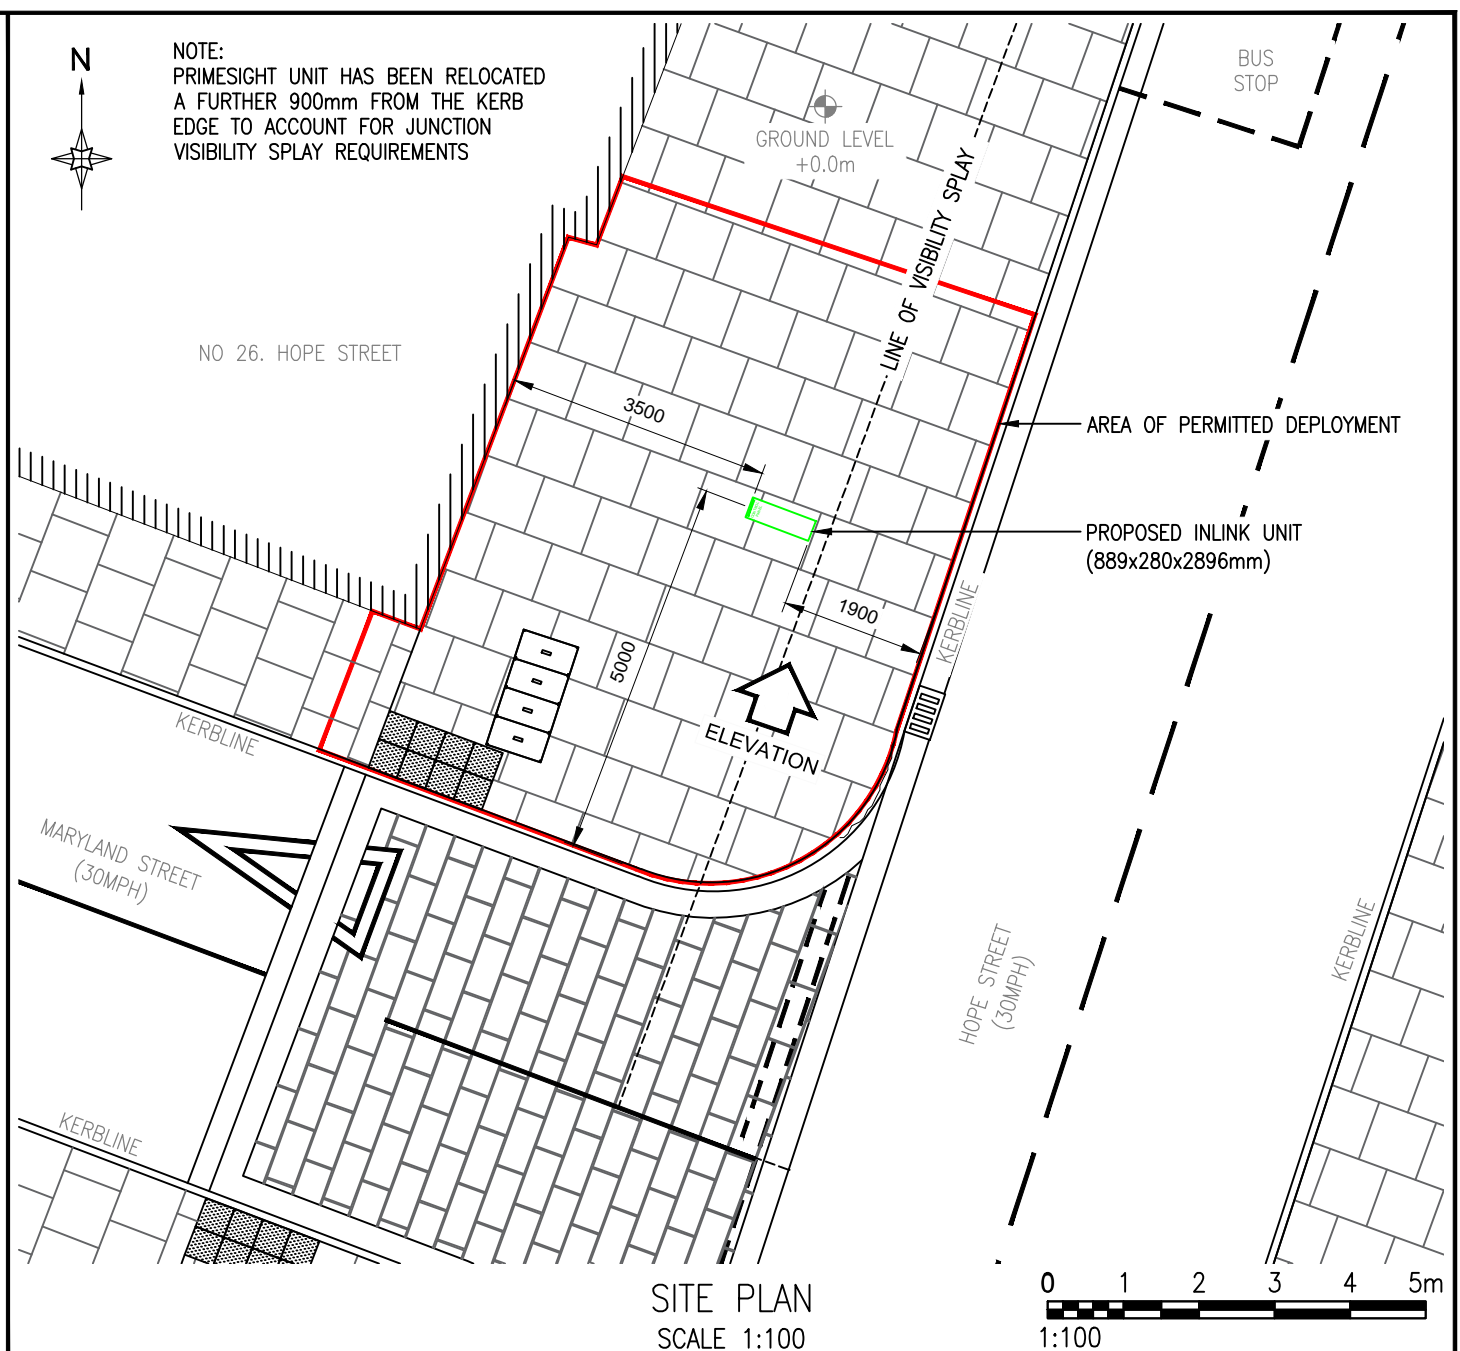 N
NOTE:
PRIMESIGHT UNIT HAS BEEN RELOCATED
A FURTHER 900mm FROM THE KERB
EDGE TO ACCOUNT FOR JUNCTION
VISIBILITY SPLAY REQUIREMENTS
BUS
STOP
GROUND LEVEL
+0.0m
LINE OF VISIBILITY SPLAY
NO 26. HOPE STREET
3500
AREA OF PERMITTED DEPLOYMENT
PROPOSED INLINK UNIT
(889x280x2896mm)
1900
KERBLINE
5000
ELEVATION
KERBLINE
MARYLAND STREET
(30MPH)
KERBLINE
HOPE STREET
(30MPH)
KERBLINE
SITE PLAN
SCALE 1:100
0 1 2 3 4 5m
1:100